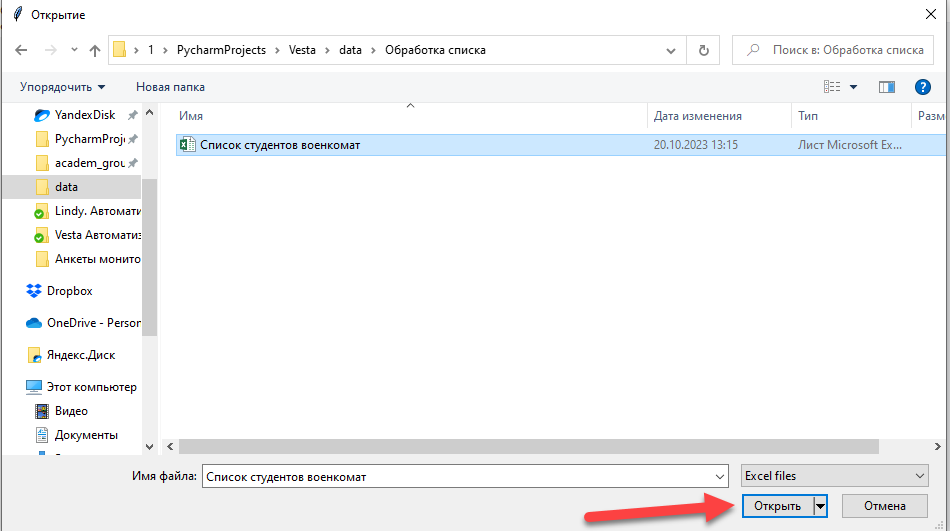 Открытие
1 > PycharmProjects > Vesta > data > Обработка списка
Поиск в: Обработка списка
Упорядочить
Новая папка
YandexDisk
PycharmProj
academ_grou
data
Lindy. Автомати
Vesta Автоматиз
Анкеты монито
Dropbox
OneDrive - Person
Яндекс.Диск
Этот компьютер
Видео
Документы
Имя
Дата изменения
Тип
Разм
Список студентов военкомат
20.10.2023 13:15
Лист Microsoft Ex...
Имя файла:
Список студентов военкомат
Excel files
Открыть
Отмена